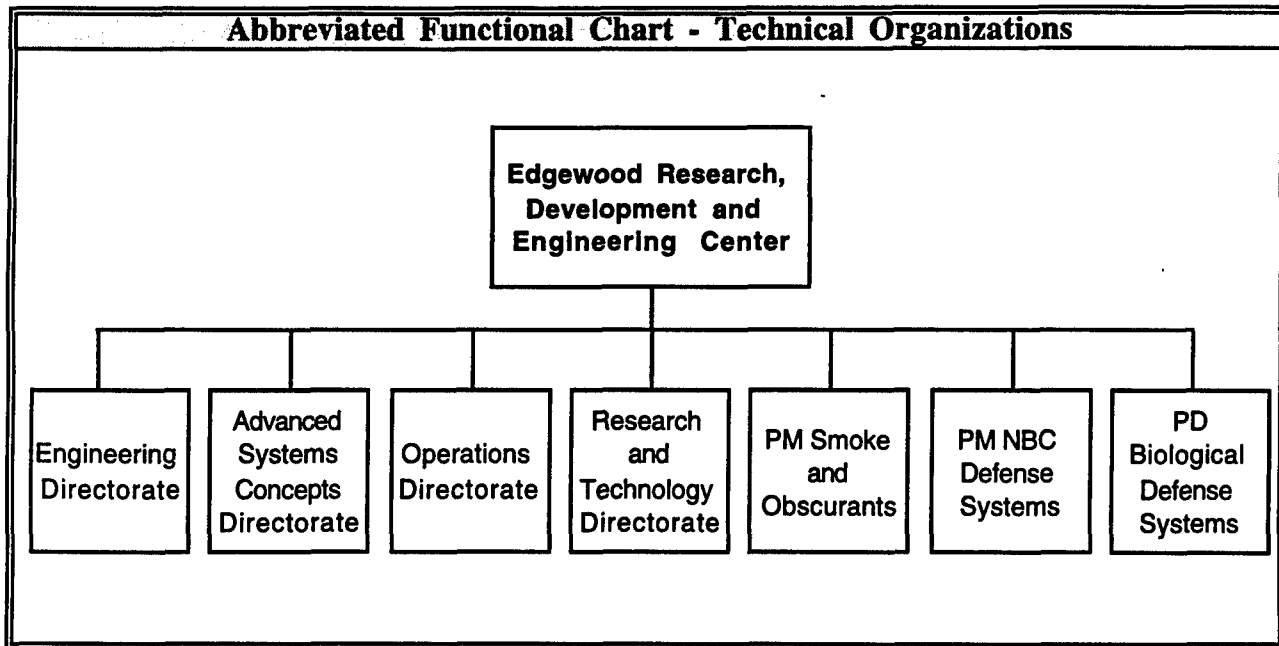 Abbreviated Functional Chart - Technical Organizations
Edgewood Research,
Development and
Engineering Center
Engineering
Directorate
Advanced
Systems
Concepts
Directorate
Operations
Directorate
Research
and
Technology
Directorate
PM Smoke
and
Obscurants
PM NBC
Defense
Systems
PD
Biological
Defense
Systems